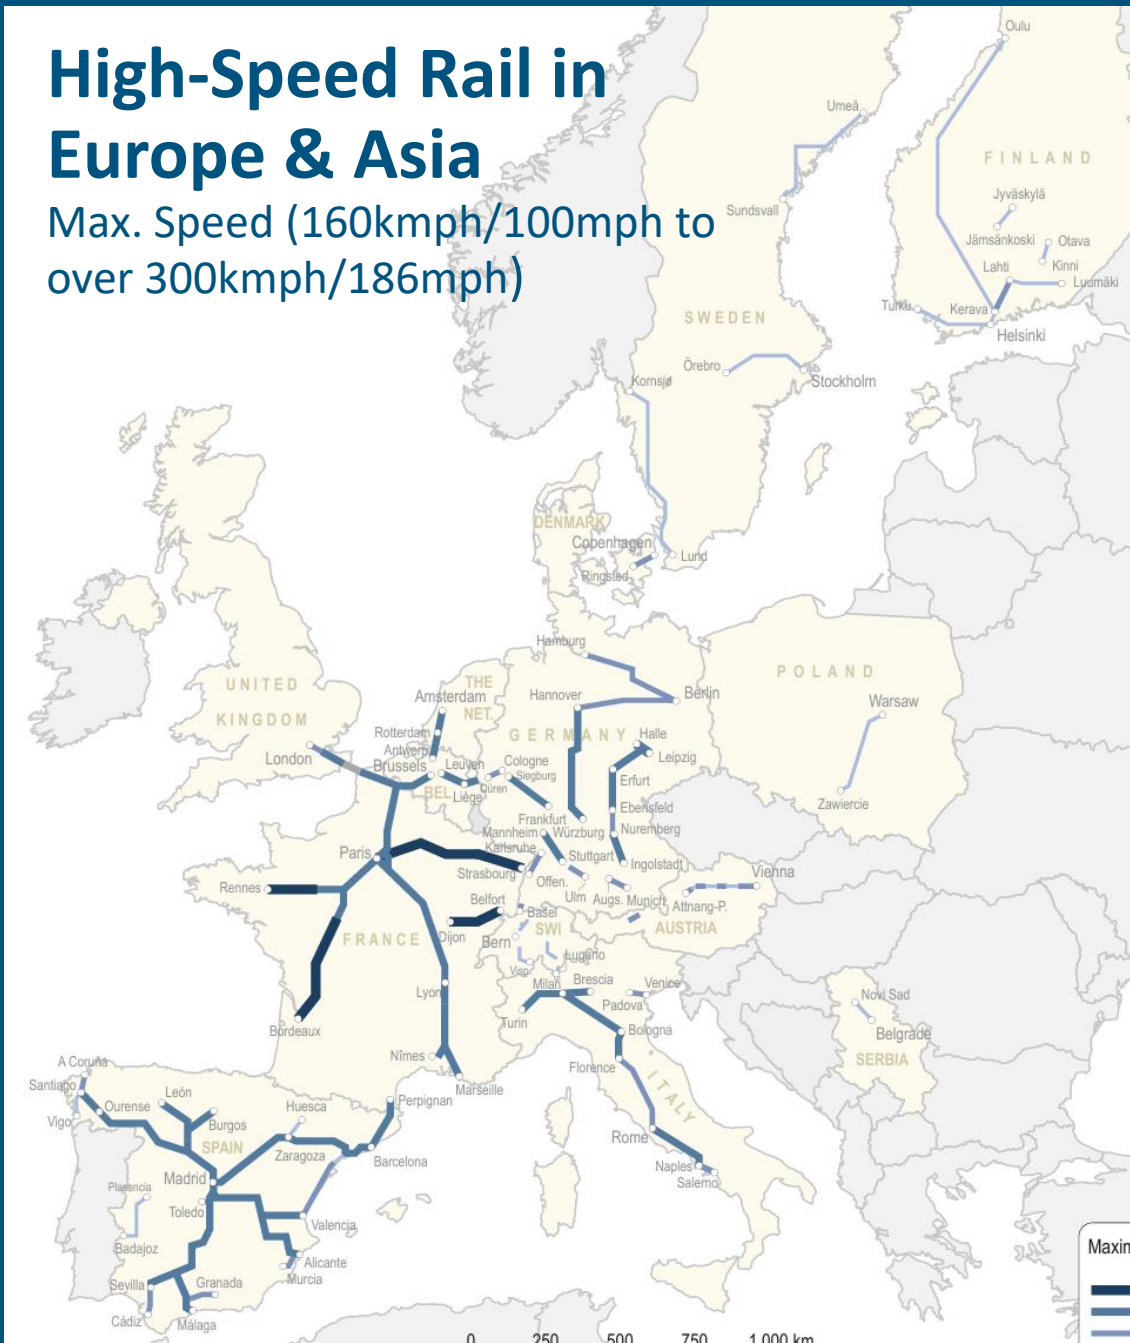 High-Speed Rail in
Europe & Asia
Max. Speed (160kmph/100mph to
over 300kmph/186mph)
Oulu
Umeå
FINLAND
Jyväskylä
Sundsvall
Jämsänkoski
Otava
Lahti
Kinni
Luumäki
Turku
Kerava
Helsinki
SWEDEN
Örebro
Stockholm
Kornsjø
DENMARK
Copenhagen
Lund
Ringsted
Hamburg
POLAND
THE
NET.
UNITED
KINGDOM
Amsterdam
Hannover
Berlin
Warsaw
Rotterdam
GERMANY
Halle
Antwerp
London
Brussels
Leuven
Cologne
Leipzig
Siegburg
Erfurt
BEL
Liège
Düren
Zawiercie
Ebensfeld
Frankfurt
Mannheim
Würzburg
Nuremberg
Karlsruhe
Paris
Stuttgart
Ingolstadt
Strasbourg
Vienna
Rennes
Offen.
Ulm
Augs.
Munich
Attnang-P.
Belfort
Basel
SWI
AUSTRIA
FRANCE
Dijon
Bern
Lugano
Visp
Milan
Brescia
Venice
Lyon
Padova
Novi Sad
Turin
Bologna
Belgrade
Bordeaux
SERBIA
Nîmes
Florence
ITALY
A Coruña
Marseille
Santiago
León
Perpignan
Ourense
Huesca
Vigo
Burgos
SPAIN
Rome
Zaragoza
Barcelona
Naples
Salerno
Madrid
Plasencia
Toledo
Valencia
Badajoz
Alicante
Murcia
Sevilla
Granada
Cádiz
Málaga
Maxim
0 250 500 750 1 000 km